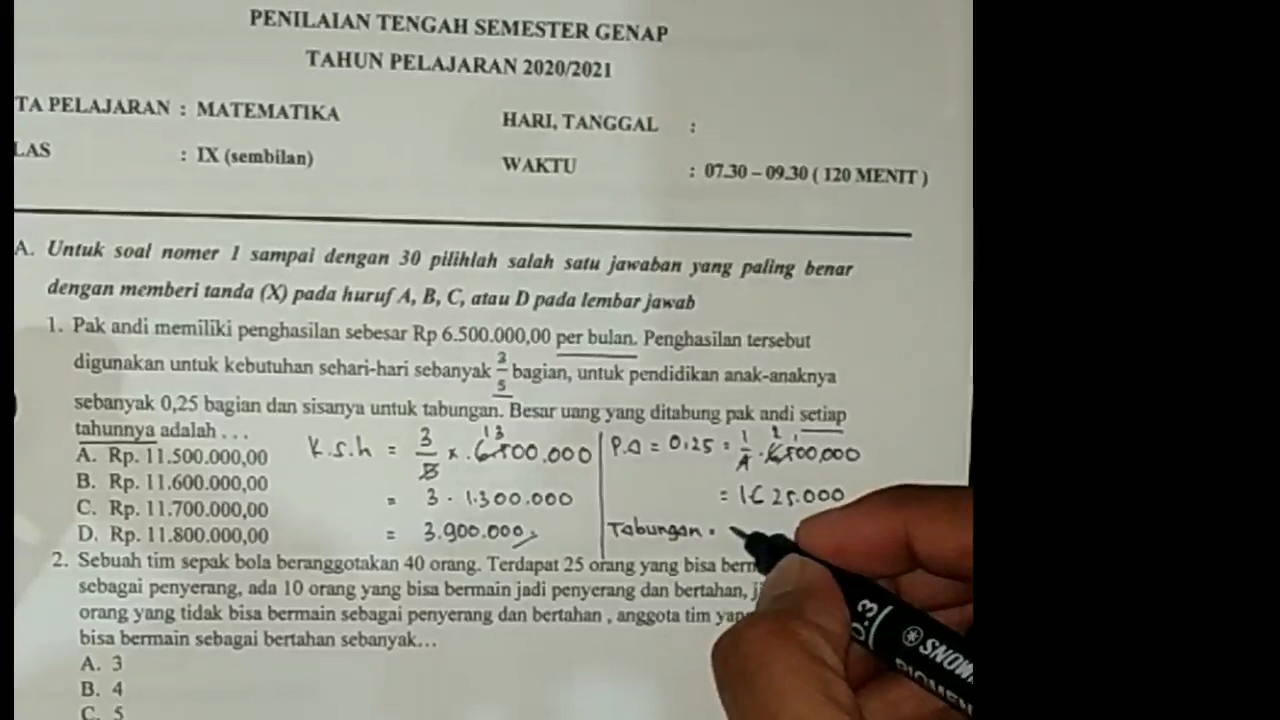 PENILAIAN TENGAH SEMESTER GENAP
TAHUN PELAJARAN 2020/2021
TA PELAJARAN : MATEMATIKA
HARI, TANGGAL :
LAS : IX (sembilan)
WAKTU : 07.30 – 09.30 ( 120 MENIT )
A. Untuk soal nomer 1 sampai dengan 30 pilihlah salah satu jawaban yang paling benar
dengan memberi tanda (X) pada huruf A, B, C, atau D pada lembar jawab
1. Pak andi memiliki penghasilan sebesar Rp 6.500.000,00 per bulan. Penghasilan tersebut
digunakan untuk kebutuhan sehari-hari sebanyak 3/5 bagian, untuk pendidikan anak-anaknya
sebanyak 0,25 bagian dan sisanya untuk tabungan. Besar uang yang ditabung pak andi setiap
tahunnya adalah . . .
A. Rp. 11.500.000,00
B. Rp. 11.600.000,00
C. Rp. 11.700.000,00
D. Rp. 11.800.000,00
K.s.h = 3/5 × 6.500.000
= 3 . 1.300.000
= 3.900.000
P.A = 0,25 = 1/4 . 6.500.000
= 1625.000
Tabungan =
2. Sebuah tim sepak bola beranggotakan 40 orang. Terdapat 25 orang yang bisa
sebagai penyerang, ada 10 orang yang bisa bermain jadi penyerang dan bertahan,
orang yang tidak bisa bermain sebagai penyerang dan bertahan , anggota tim
bisa bermain sebagai bertahan sebanyak…
A. 3
B. 4
C. 5
0.3
SNOWM